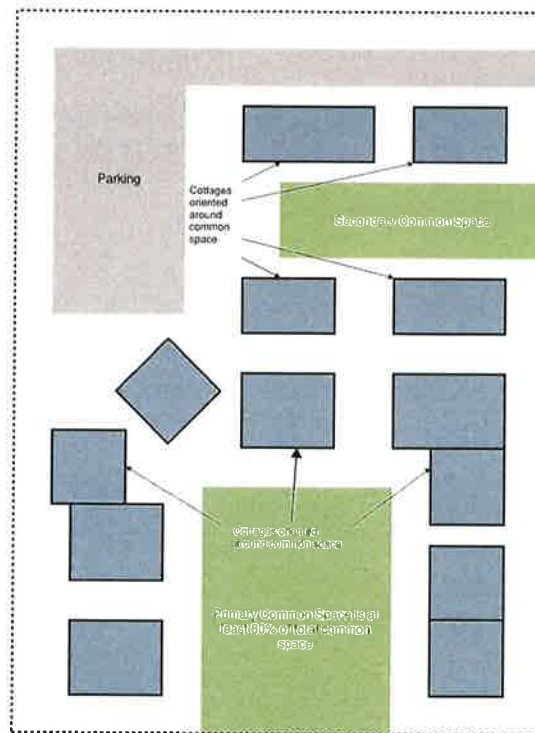 Parking
Cottages
oriented
around
common
space
Secondary Common Space
Cottages oriented
around common space
Primary Common Space is at
least 60% of total common
space